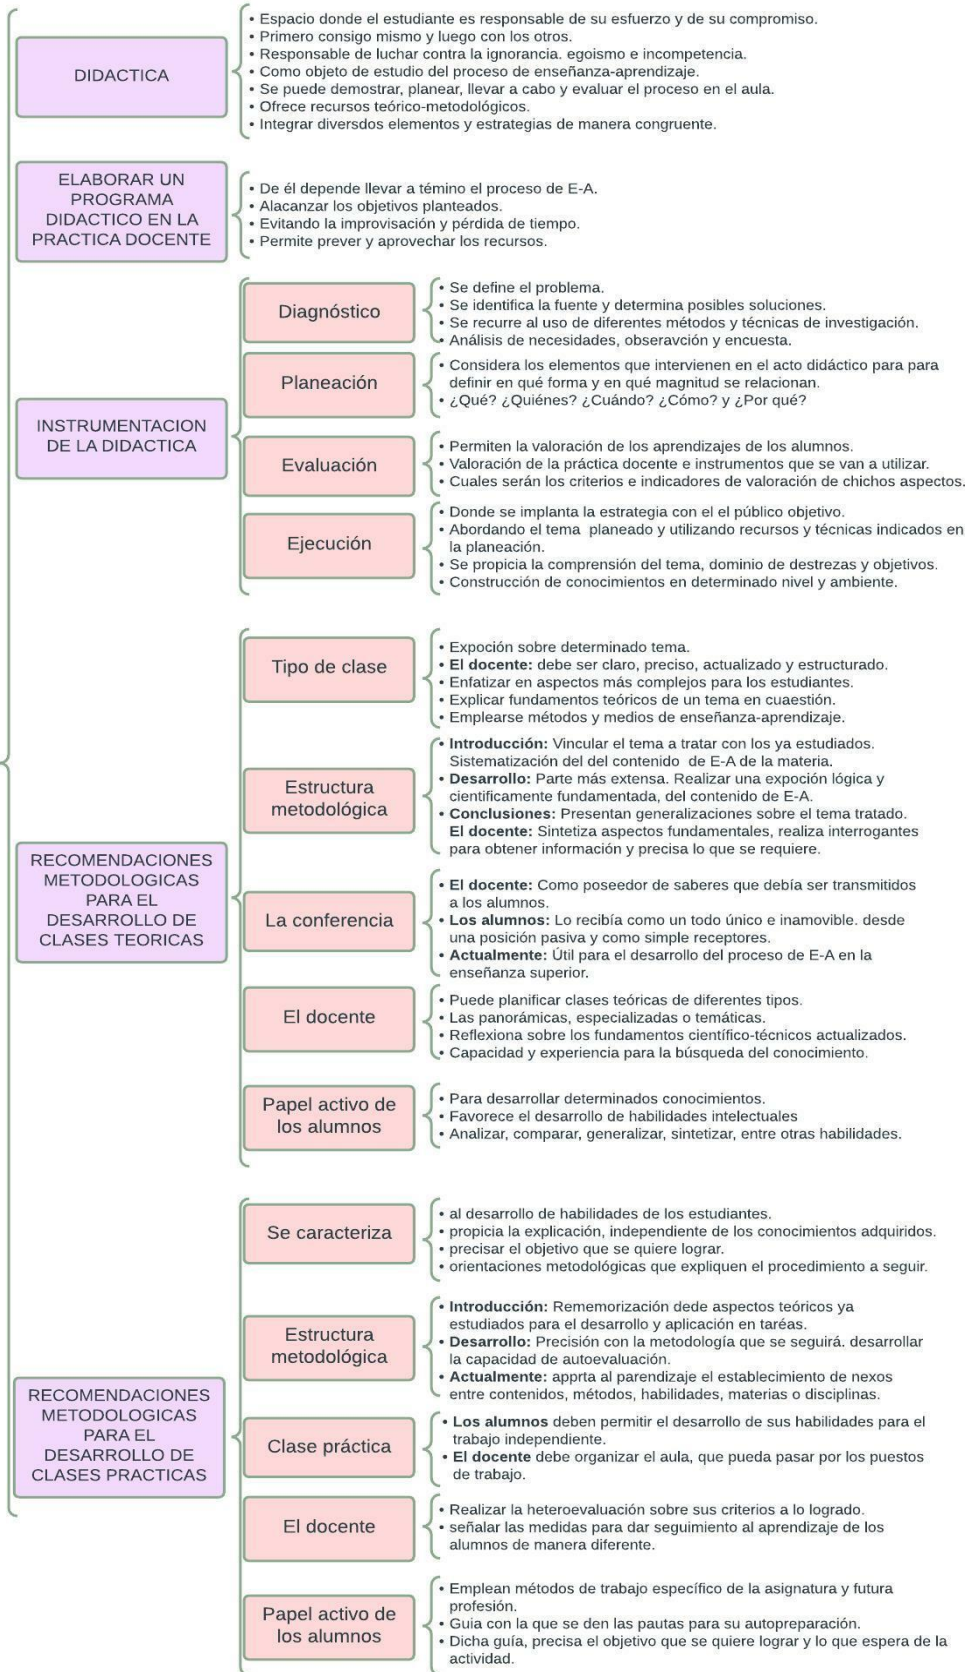 DIDACTICA
• Espacio donde el estudiante es responsable de su esfuerzo y de su compromiso.
• Primero consigo mismo y luego con los otros.
• Responsable de luchar contra la ignorancia. egoismo e incompetencia.
• Como objeto de estudio del proceso de enseñanza-aprendizaje.
• Se puede demostrar, planear, llevar a cabo y evaluar el proceso en el aula.
• Ofrece recursos teórico-metodológicos.
• Integrar diversdos elementos y estrategias de manera congruente.
ELABORAR UN
PROGRAMA
DIDACTICO EN LA
PRACTICA DOCENTE
• De él depende llevar a témino el proceso de E-A.
• Alacanzar los objetivos planteados.
• Evitando la improvisación y pérdida de tiempo.
• Permite prever y aprovechar los recursos.
INSTRUMENTACION
DE LA DIDACTICA
Diagnóstico
• Se define el problema.
• Se identifica la fuente y determina posibles soluciones.
• Se recurre al uso de diferentes métodos y técnicas de investigación.
• Análisis de necesidades, obseravción y encuesta.
Planeación
• Considera los elementos que intervienen en el acto didáctico para para
definir en qué forma y en qué magnitud se relacionan.
• ¿Qué? ¿Quiénes? ¿Cuándo? ¿Cómo? y ¿Por qué?
Evaluación
• Permiten la valoración de los aprendizajes de los alumnos.
• Valoración de la práctica docente e instrumentos que se van a utilizar.
• Cuales serán los criterios e indicadores de valoración de chichos aspectos.
Ejecución
• Donde se implanta la estrategia con el el público objetivo.
• Abordando el tema planeado y utilizando recursos y técnicas indicados en
la planeación.
• Se propicia la comprensión del tema, dominio de destrezas y objetivos.
• Construcción de conocimientos en determinado nivel y ambiente.
RECOMENDACIONES
METODOLOGICAS
PARA EL
DESARROLLO DE
CLASES TEORICAS
Tipo de clase
• Expoción sobre determinado tema.
• El docente: debe ser claro, preciso, actualizado y estructurado.
• Enfatizar en aspectos más complejos para los estudiantes.
• Explicar fundamentos teóricos de un tema en cuaestión.
• Emplearse métodos y medios de enseñanza-aprendizaje.
Estructura
metodológica
• Introducción: Vincular el tema a tratar con los ya estudiados.
Sistematización del del contenido de E-A de la materia.
• Desarrollo: Parte más extensa. Realizar una expoción lógica y
cientificamente fundamentada, del contenido de E-A.
• Conclusiones: Presentan generalizaciones sobre el tema tratado.
El docente: Sintetiza aspectos fundamentales, realiza interrogantes
para obtener información y precisa lo que se requiere.
La conferencia
• El docente: Como poseedor de saberes que debía ser transmitidos
a los alumnos.
• Los alumnos: Lo recibía como un todo único e inamovible. desde
una posición pasiva y como simple receptores.
• Actualmente: Útil para el desarrollo del proceso de E-A en la
enseñanza superior.
El docente
• Puede planificar clases teóricas de diferentes tipos.
• Las panorámicas, especializadas o temáticas.
• Reflexiona sobre los fundamentos científico-técnicos actualizados.
• Capacidad y experiencia para la búsqueda del conocimiento.
Papel activo de
los alumnos
• Para desarrollar determinados conocimientos.
• Favorece el desarrollo de habilidades intelectuales
• Analizar, comparar, generalizar, sintetizar, entre otras habilidades.
RECOMENDACIONES
METODOLOGICAS
PARA EL
DESARROLLO DE
CLASES PRACTICAS
Se caracteriza
• al desarrollo de habilidades de los estudiantes.
• propicia la explicación, independiente de los conocimientos adquiridos.
• precisar el objetivo que se quiere lograr.
• orientaciones metodológicas que expliquen el procedimiento a seguir.
Estructura
metodológica
• Introducción: Rememorización dede aspectos teóricos ya
estudiados para el desarrollo y aplicación en taréas.
• Desarrollo: Precisión con la metodología que se seguirá. desarrollar
la capacidad de autoevaluación.
• Actualmente: apprta al parendizaje el establecimiento de nexos
entre contenidos, métodos, habilidades, materias o disciplinas.
Clase práctica
• Los alumnos deben permitir el desarrollo de sus habilidades para el
trabajo independiente.
• El docente debe organizar el aula, que pueda pasar por los puestos
de trabajo.
El docente
• Realizar la heteroevaluación sobre sus criterios a lo logrado.
• señalar las medidas para dar seguimiento al aprendizaje de los
alumnos de manera diferente.
Papel activo de
los alumnos
• Emplean métodos de trabajo específico de la asignatura y futura
profesión.
• Guia con la que se den las pautas para su autopreparación.
• Dicha guía, precisa el objetivo que se quiere lograr y lo que espera de la
actividad.